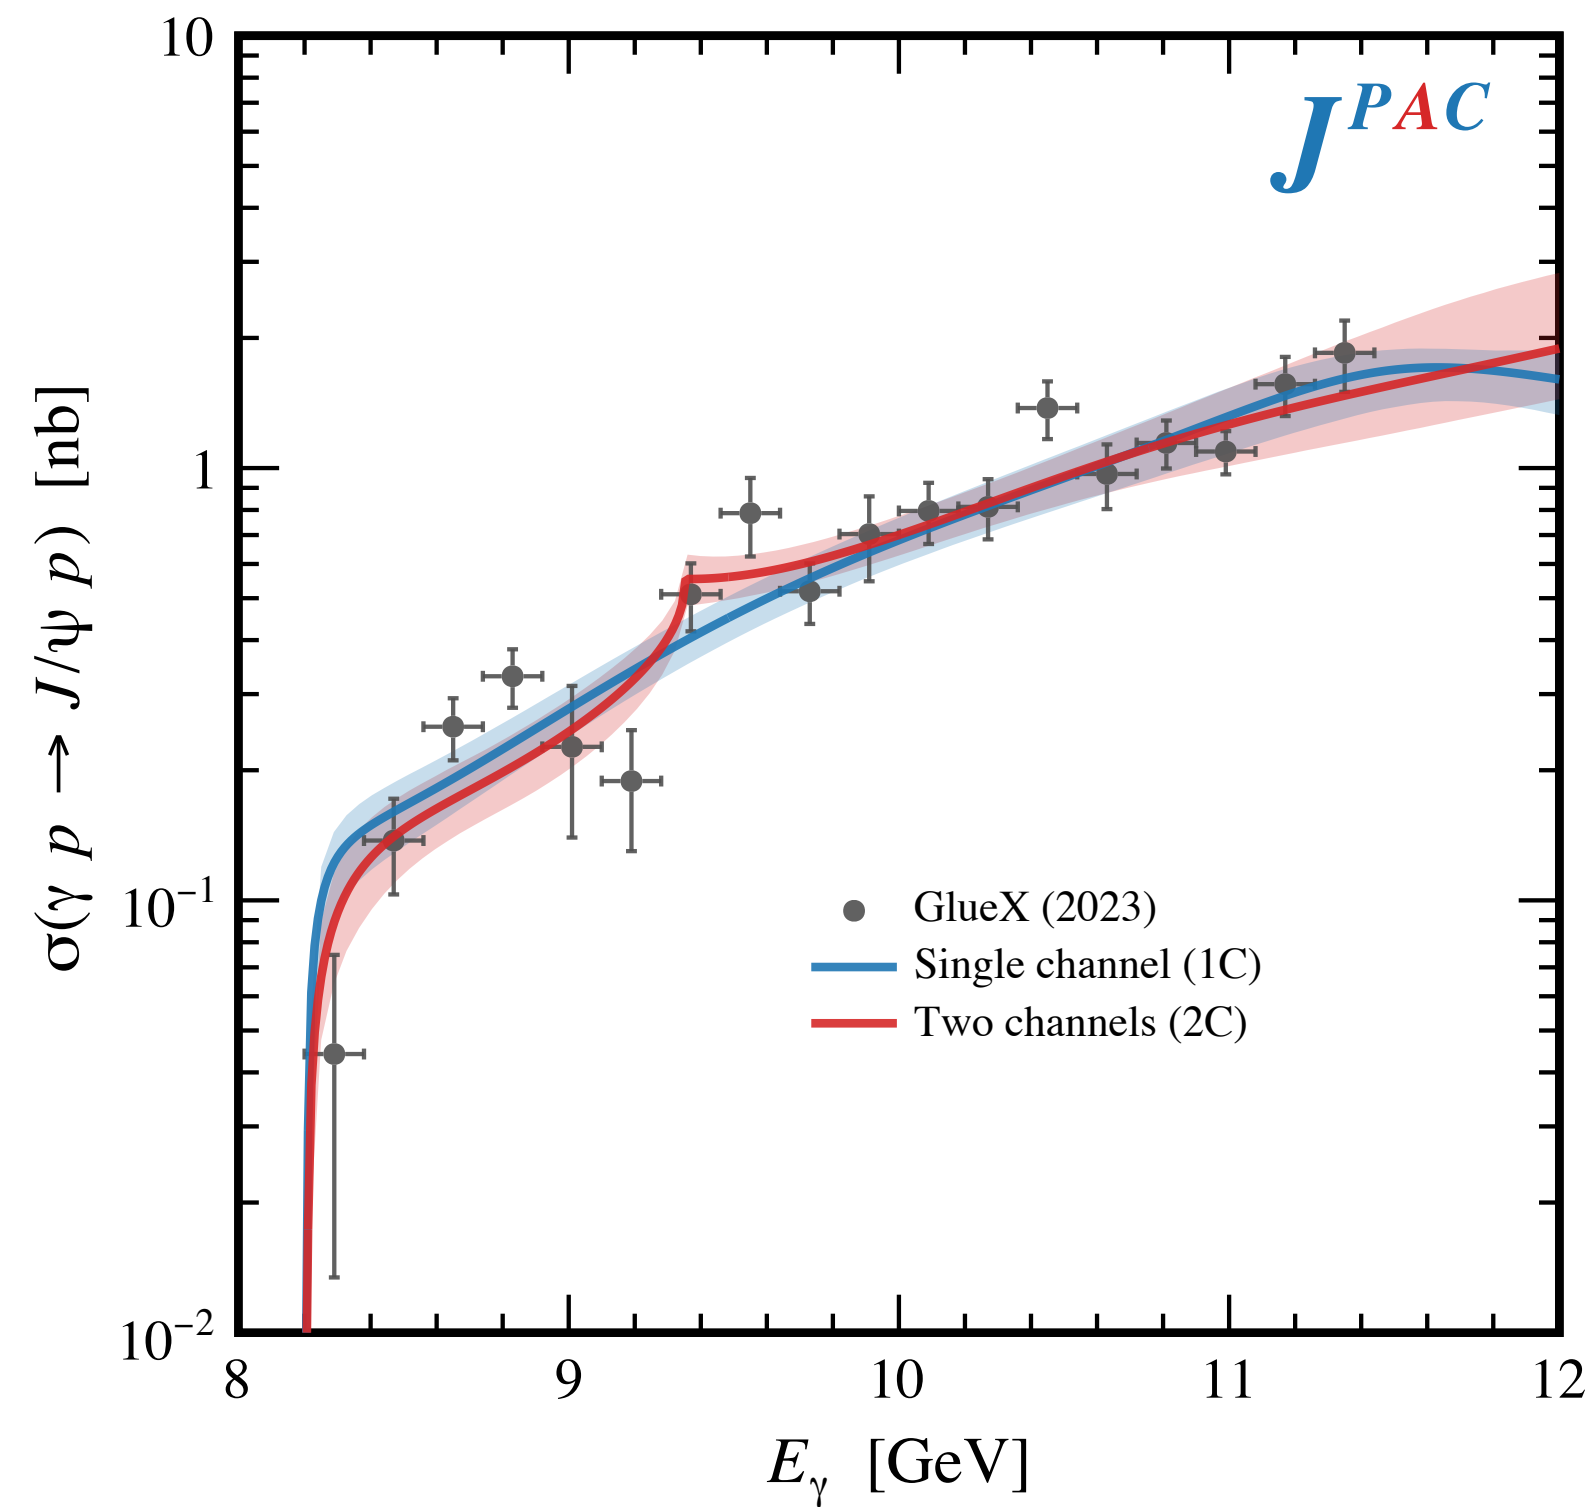 J^PAC
σ(γ p → J/ψ p) [nb]
10
1
10⁻¹
10⁻²
GlueX (2023)
Single channel (1C)
Two channels (2C)
8 9 10 11 12
E_γ [GeV]